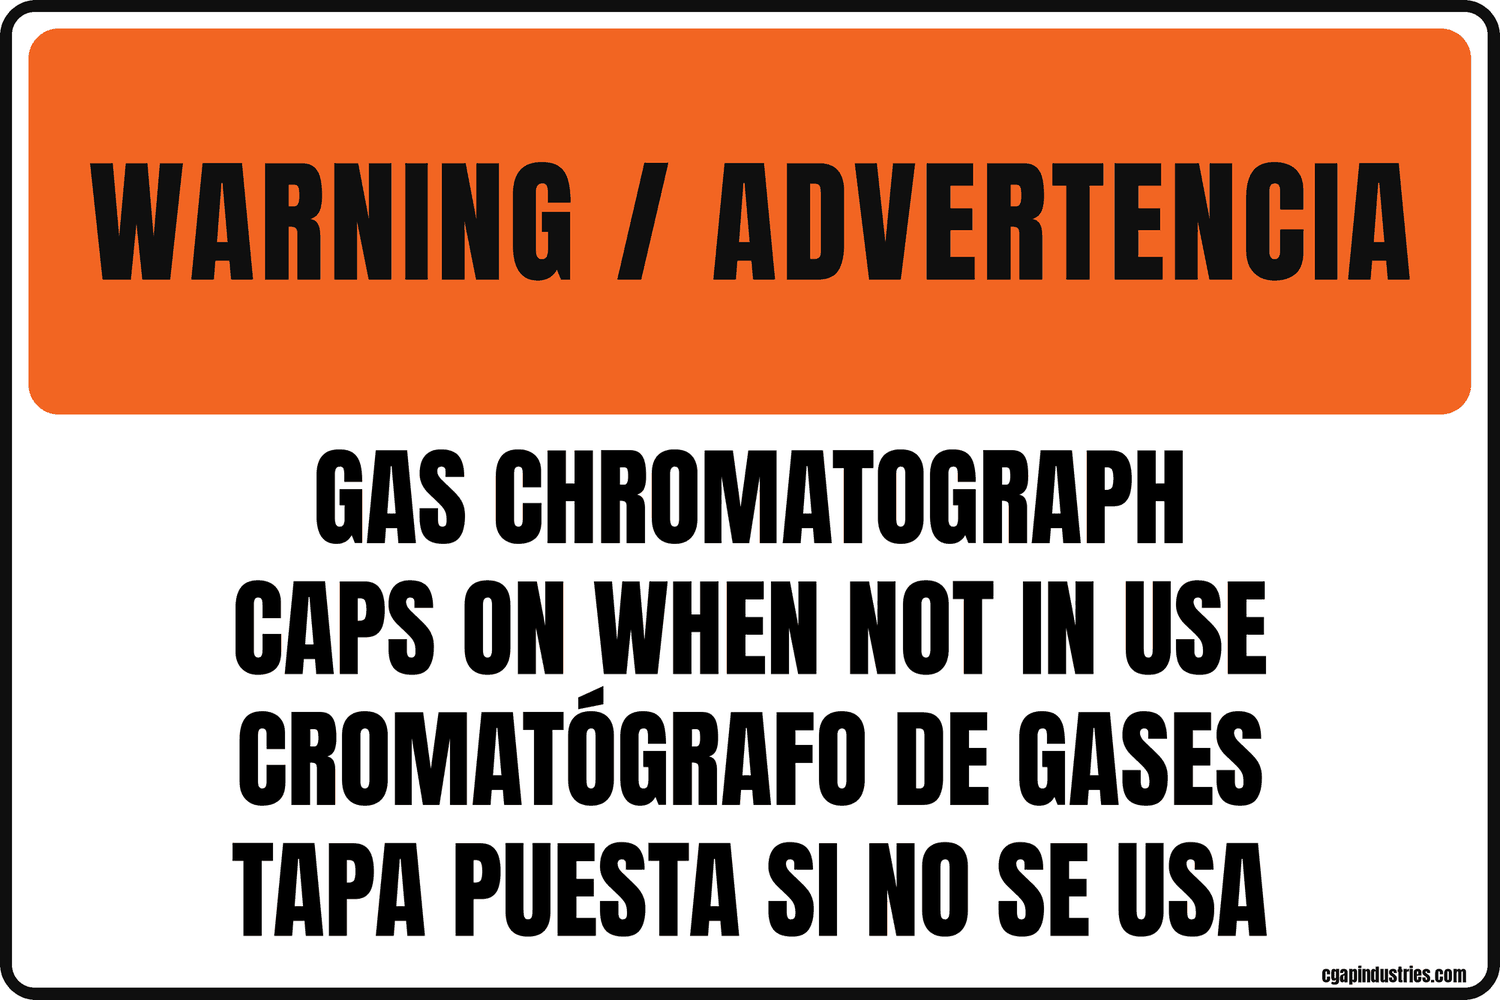 WARNING / ADVERTENCIA
GAS CHROMATOGRAPH
CAPS ON WHEN NOT IN USE
CROMATÓGRAFO DE GASES
TAPA PUESTA SI NO SE USA
cgapindustries.com